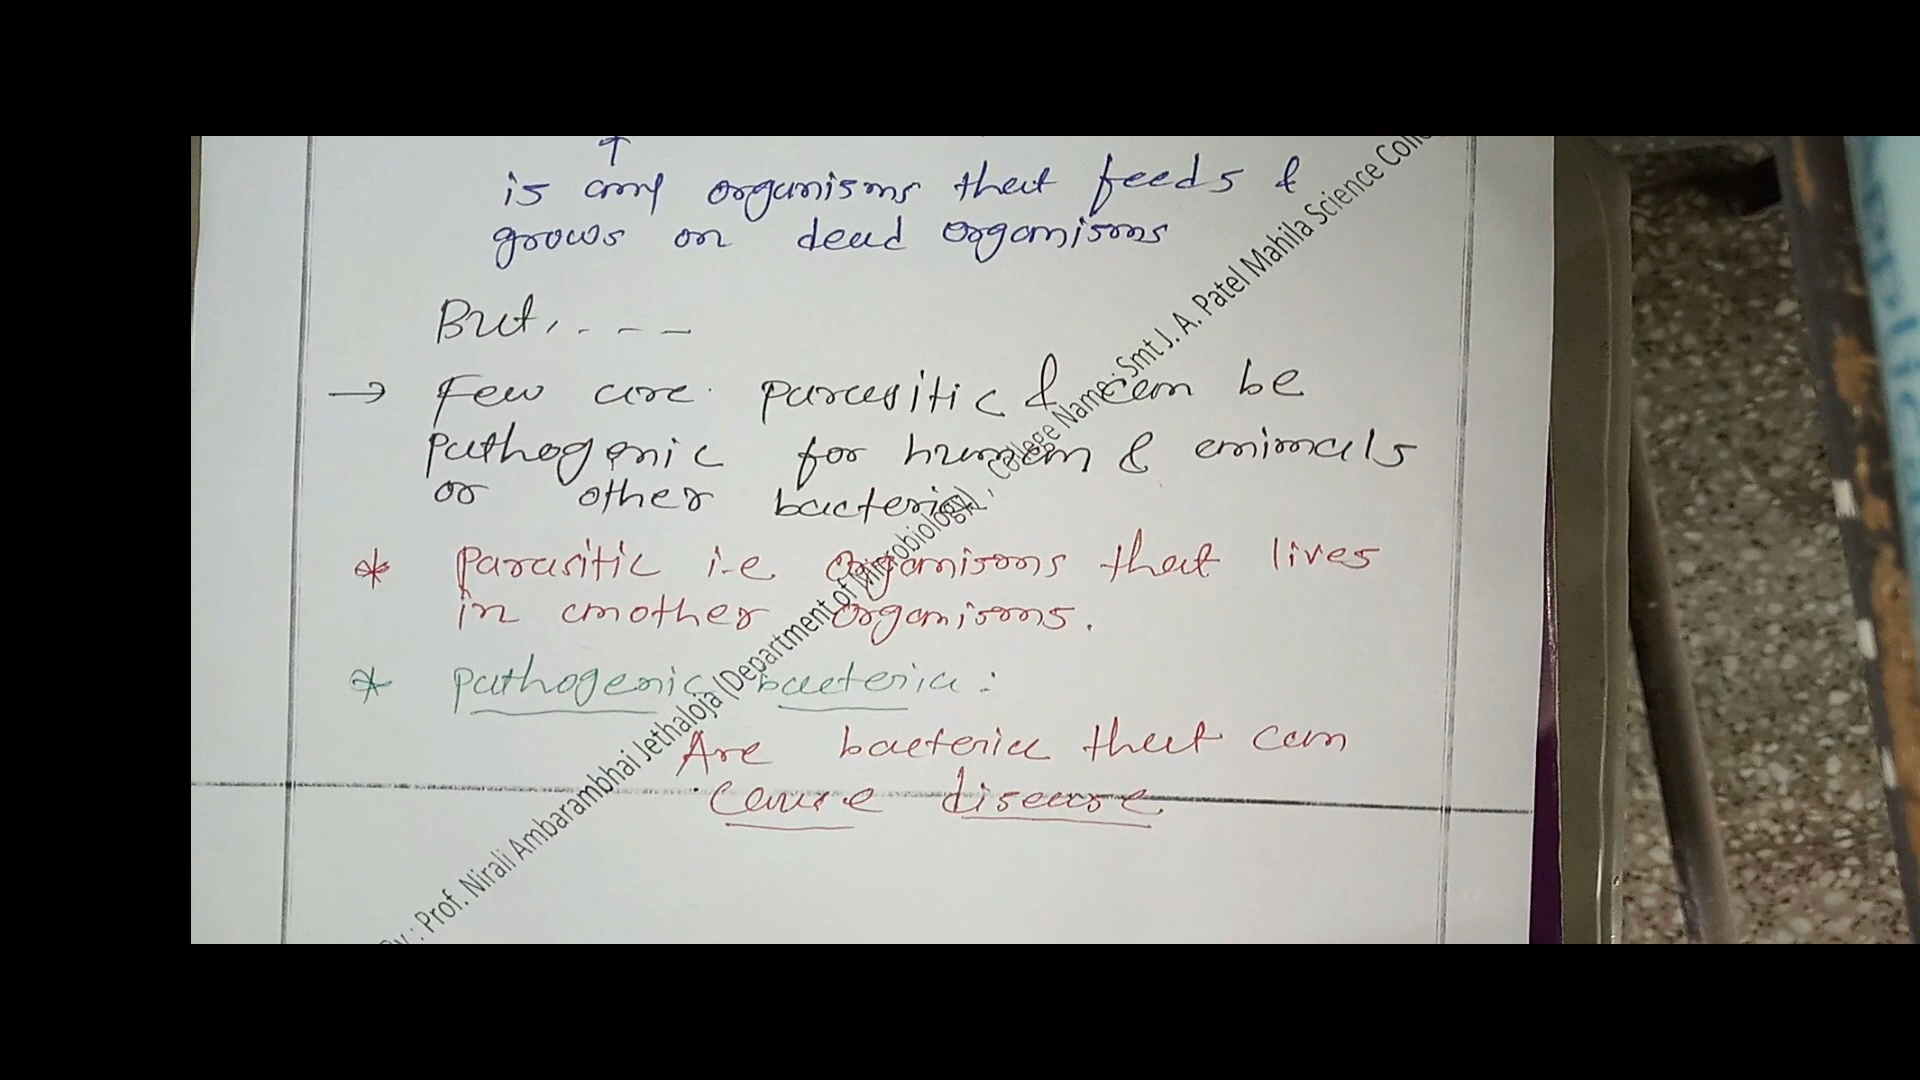 is any organisms that feeds &
grows on dead organisms
But, - - -
→ Few are parasitic & can be
pathogenic for human & animals
or other bacteria
* Parasitic i.e organisms that lives
in another organisms.
* pathogenic bacteria :
Are bacteria that can
cause disease
By : Prof. Nirali Ambarambhai Jethaloja (Department of Microbiology) , College Name: Smt J. A. Patel Mahila Science